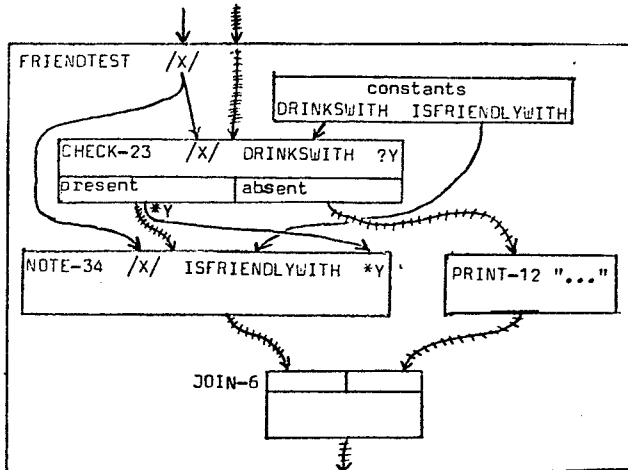 FRIENDTEST /X/
constants
DRINKSWITH ISFRIENDLYWITH
CHECK-23 /X/ DRINKSWITH ?Y
present absent
*Y
NOTE-34 /X/ ISFRIENDLYWITH *Y
PRINT-12 "..."
JOIN-6